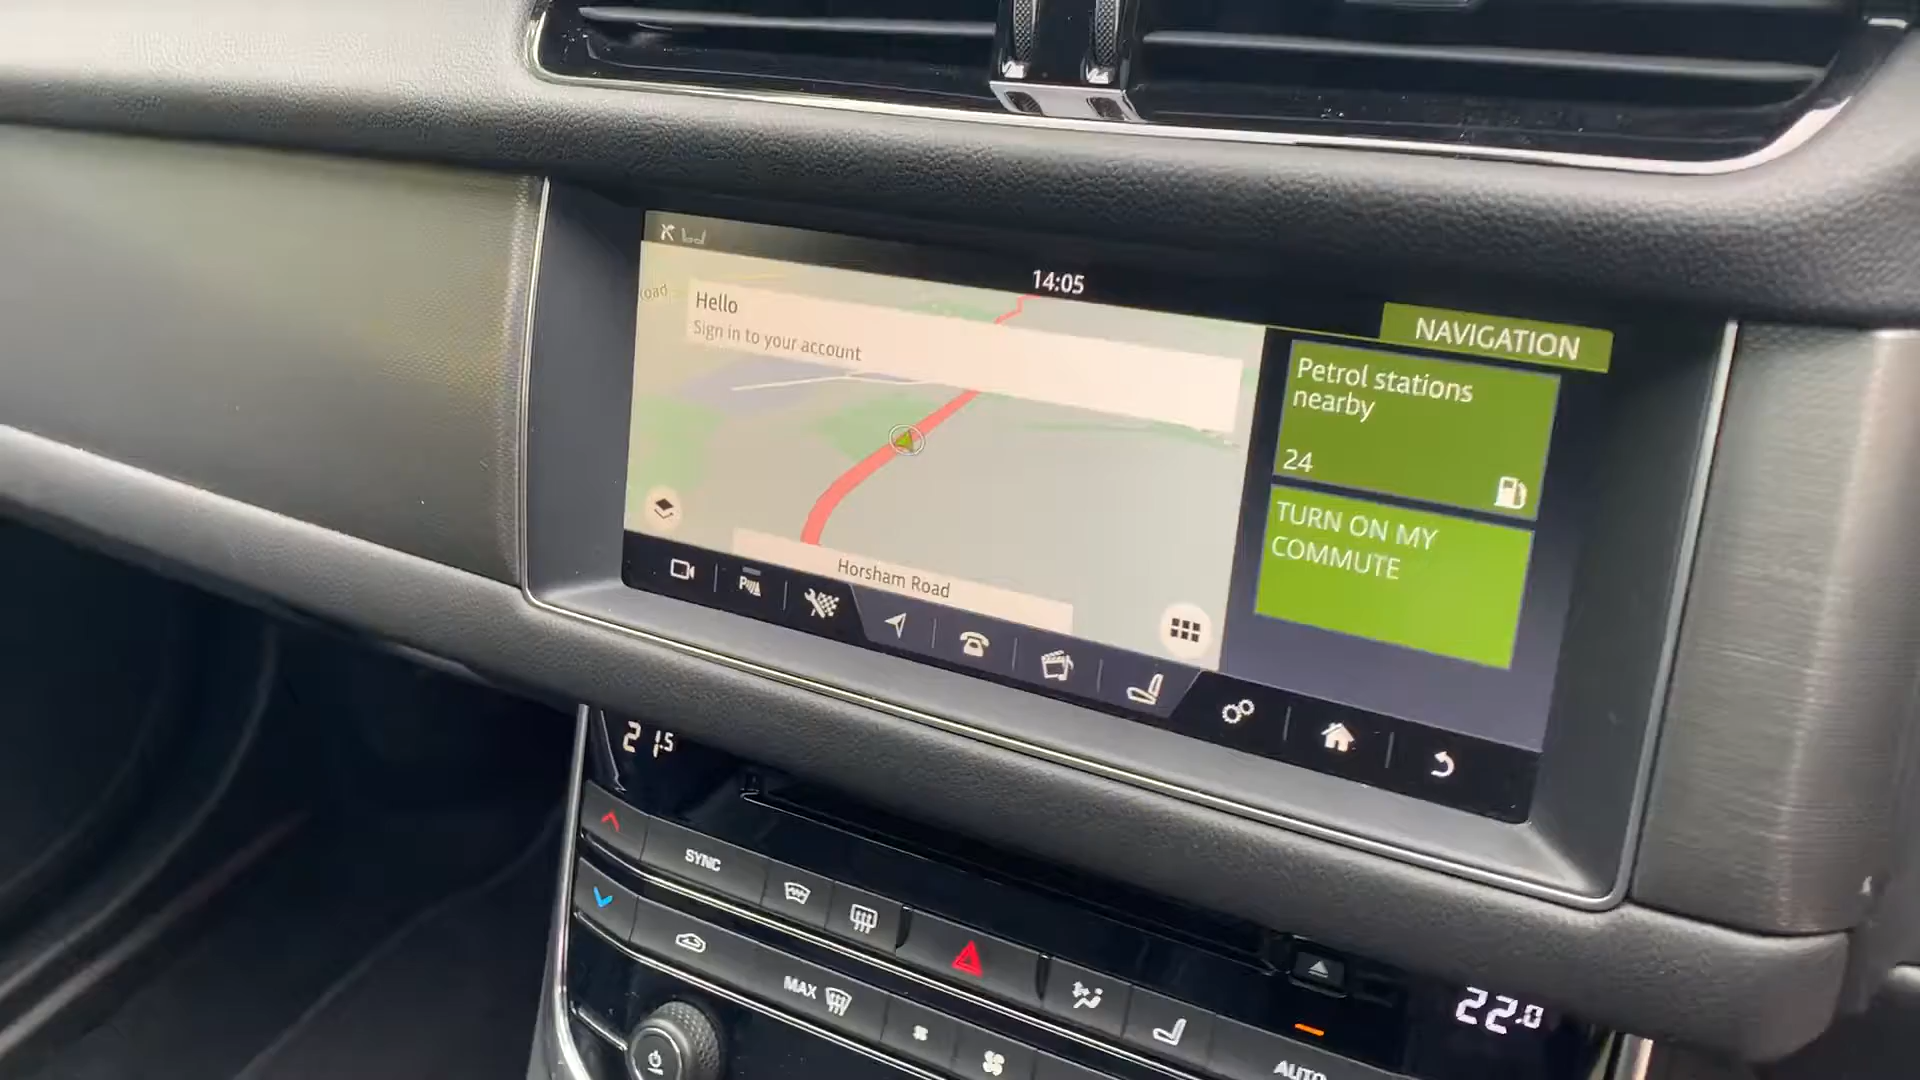 14:05
Hello
Sign in to your account
NAVIGATION
Petrol stations
nearby
24
TURN ON MY
COMMUTE
Horsham Road
21.5
SYNC
MAX
22.0
AUTO